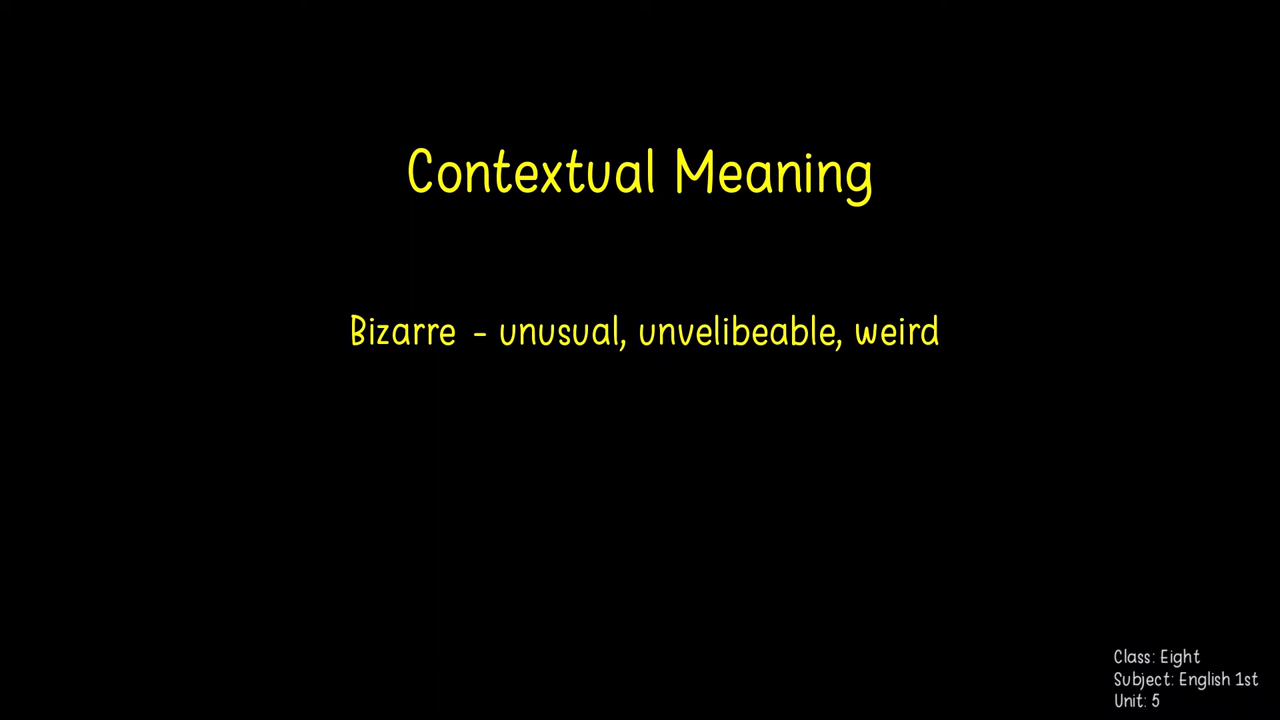 Contextual Meaning
Bizarre - unusual, unvelibeable, weird
Class: Eight
Subject: English 1st
Unit: 5